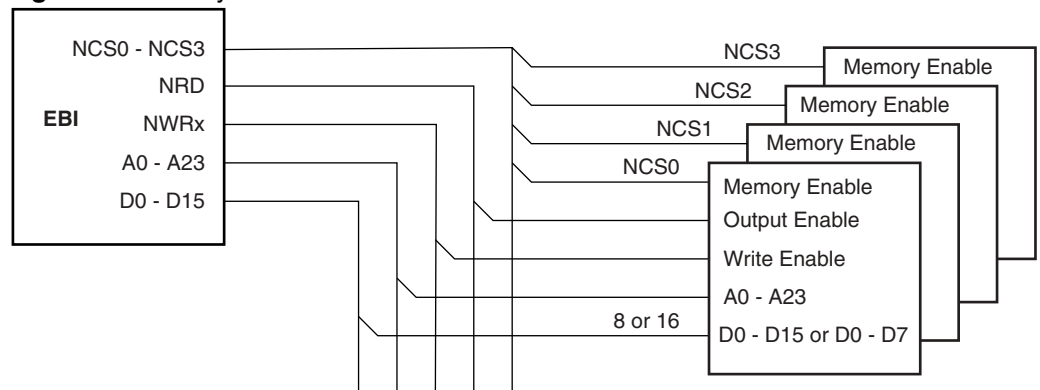 NCS0 - NCS3
NRD
EBI
NWRx
A0 - A23
D0 - D15
NCS3
Memory Enable
NCS2
Memory Enable
NCS1
Memory Enable
NCS0
Memory Enable
Output Enable
Write Enable
A0 - A23
8 or 16
D0 - D15 or D0 - D7